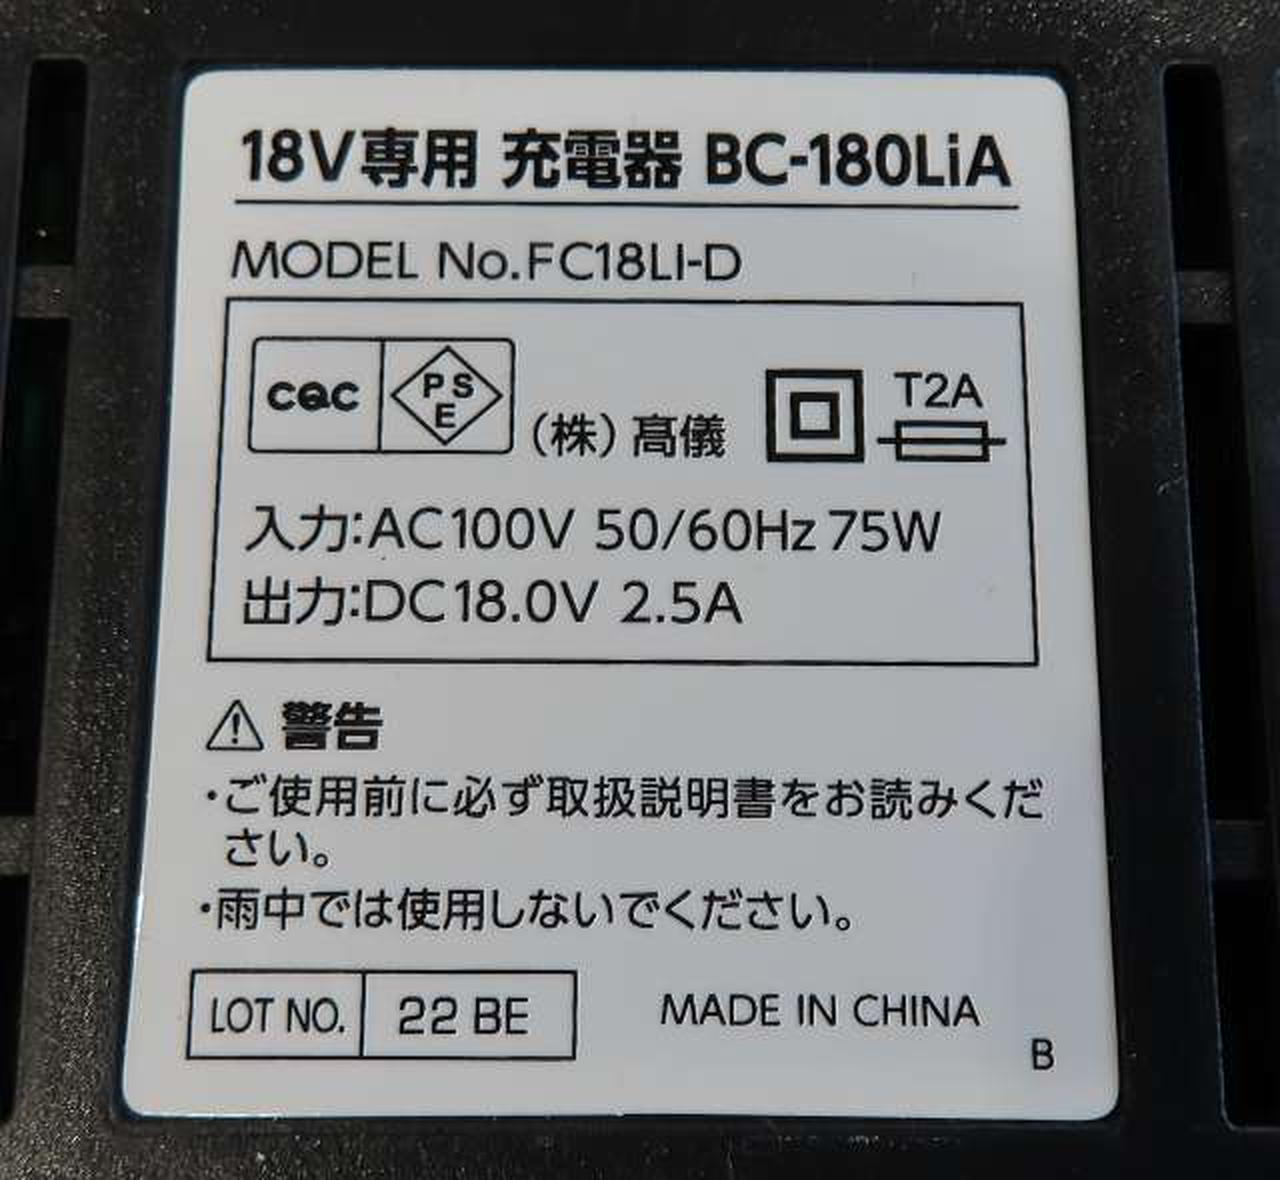 18V専用 充電器 BC-180LiA
MODEL No.FC18LI-D
CQC
PSE
(株)髙儀
T2A
入力:AC100V 50/60Hz 75W
出力:DC18.0V 2.5A
警告
・ご使用前に必ず取扱説明書をお読みくだ
さい。
・雨中では使用しないでください。
LOT NO. 22 BE
MADE IN CHINA
B